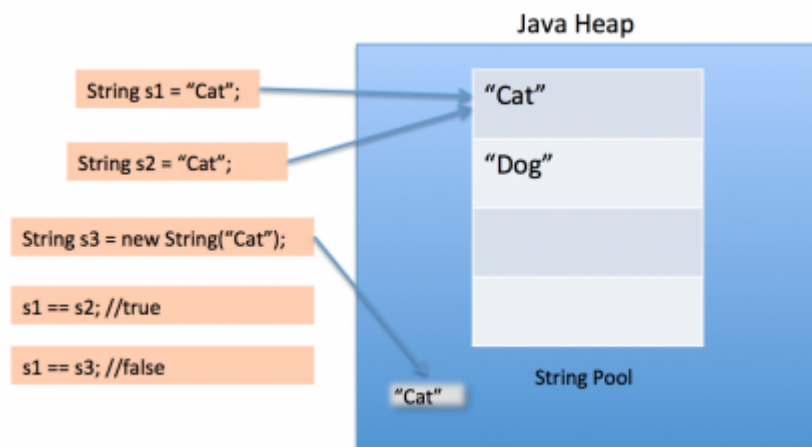 Java Heap
String s1 = “Cat”;
“Cat”
String s2 = “Cat”;
“Dog”
String s3 = new String(“Cat”);
s1 == s2; //true
s1 == s3; //false
String Pool
“Cat”